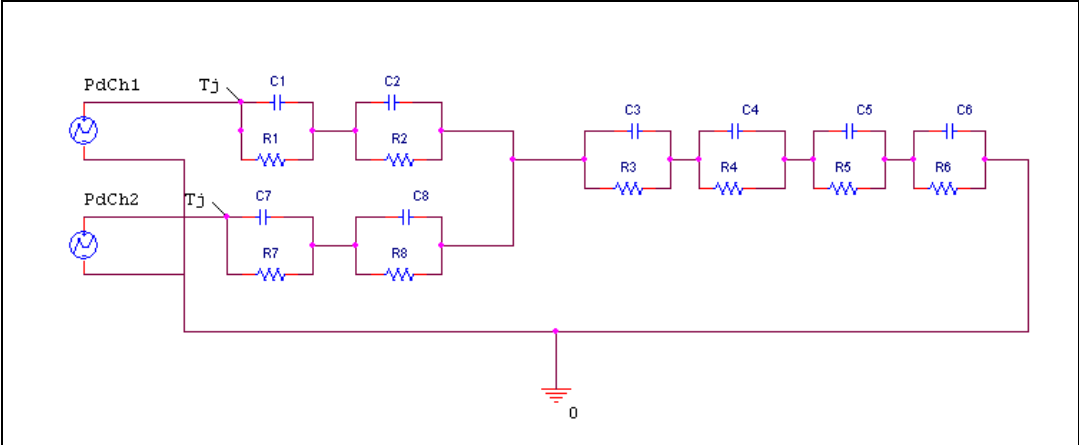 PdCh1 Tj C1 C2
C3 C4 C5 C6
R1 R2
R3 R4 R5 R6
PdCh2 Tj C7 C8
R7 R8
0